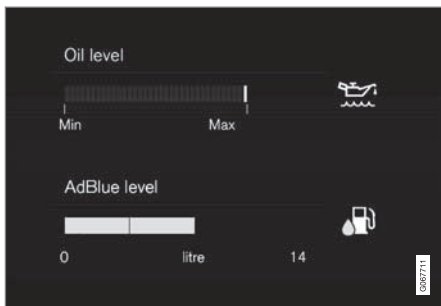 Oil level
Min Max
AdBlue level
0 litre 14
G067711